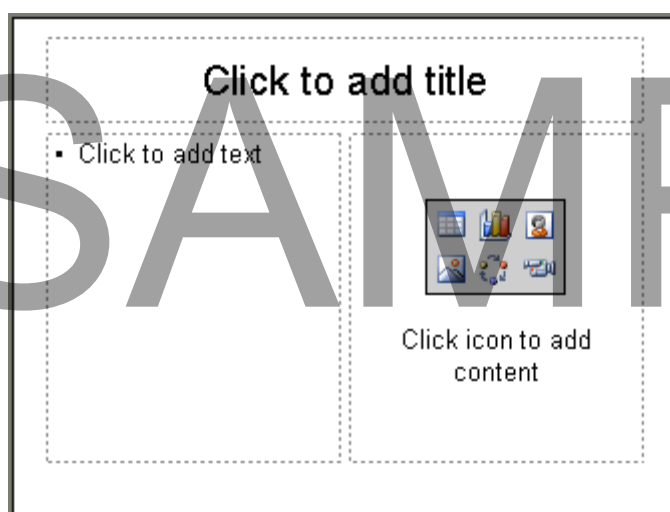 Click to add title
▪ Click to add text
Click icon to add
content
SAMP